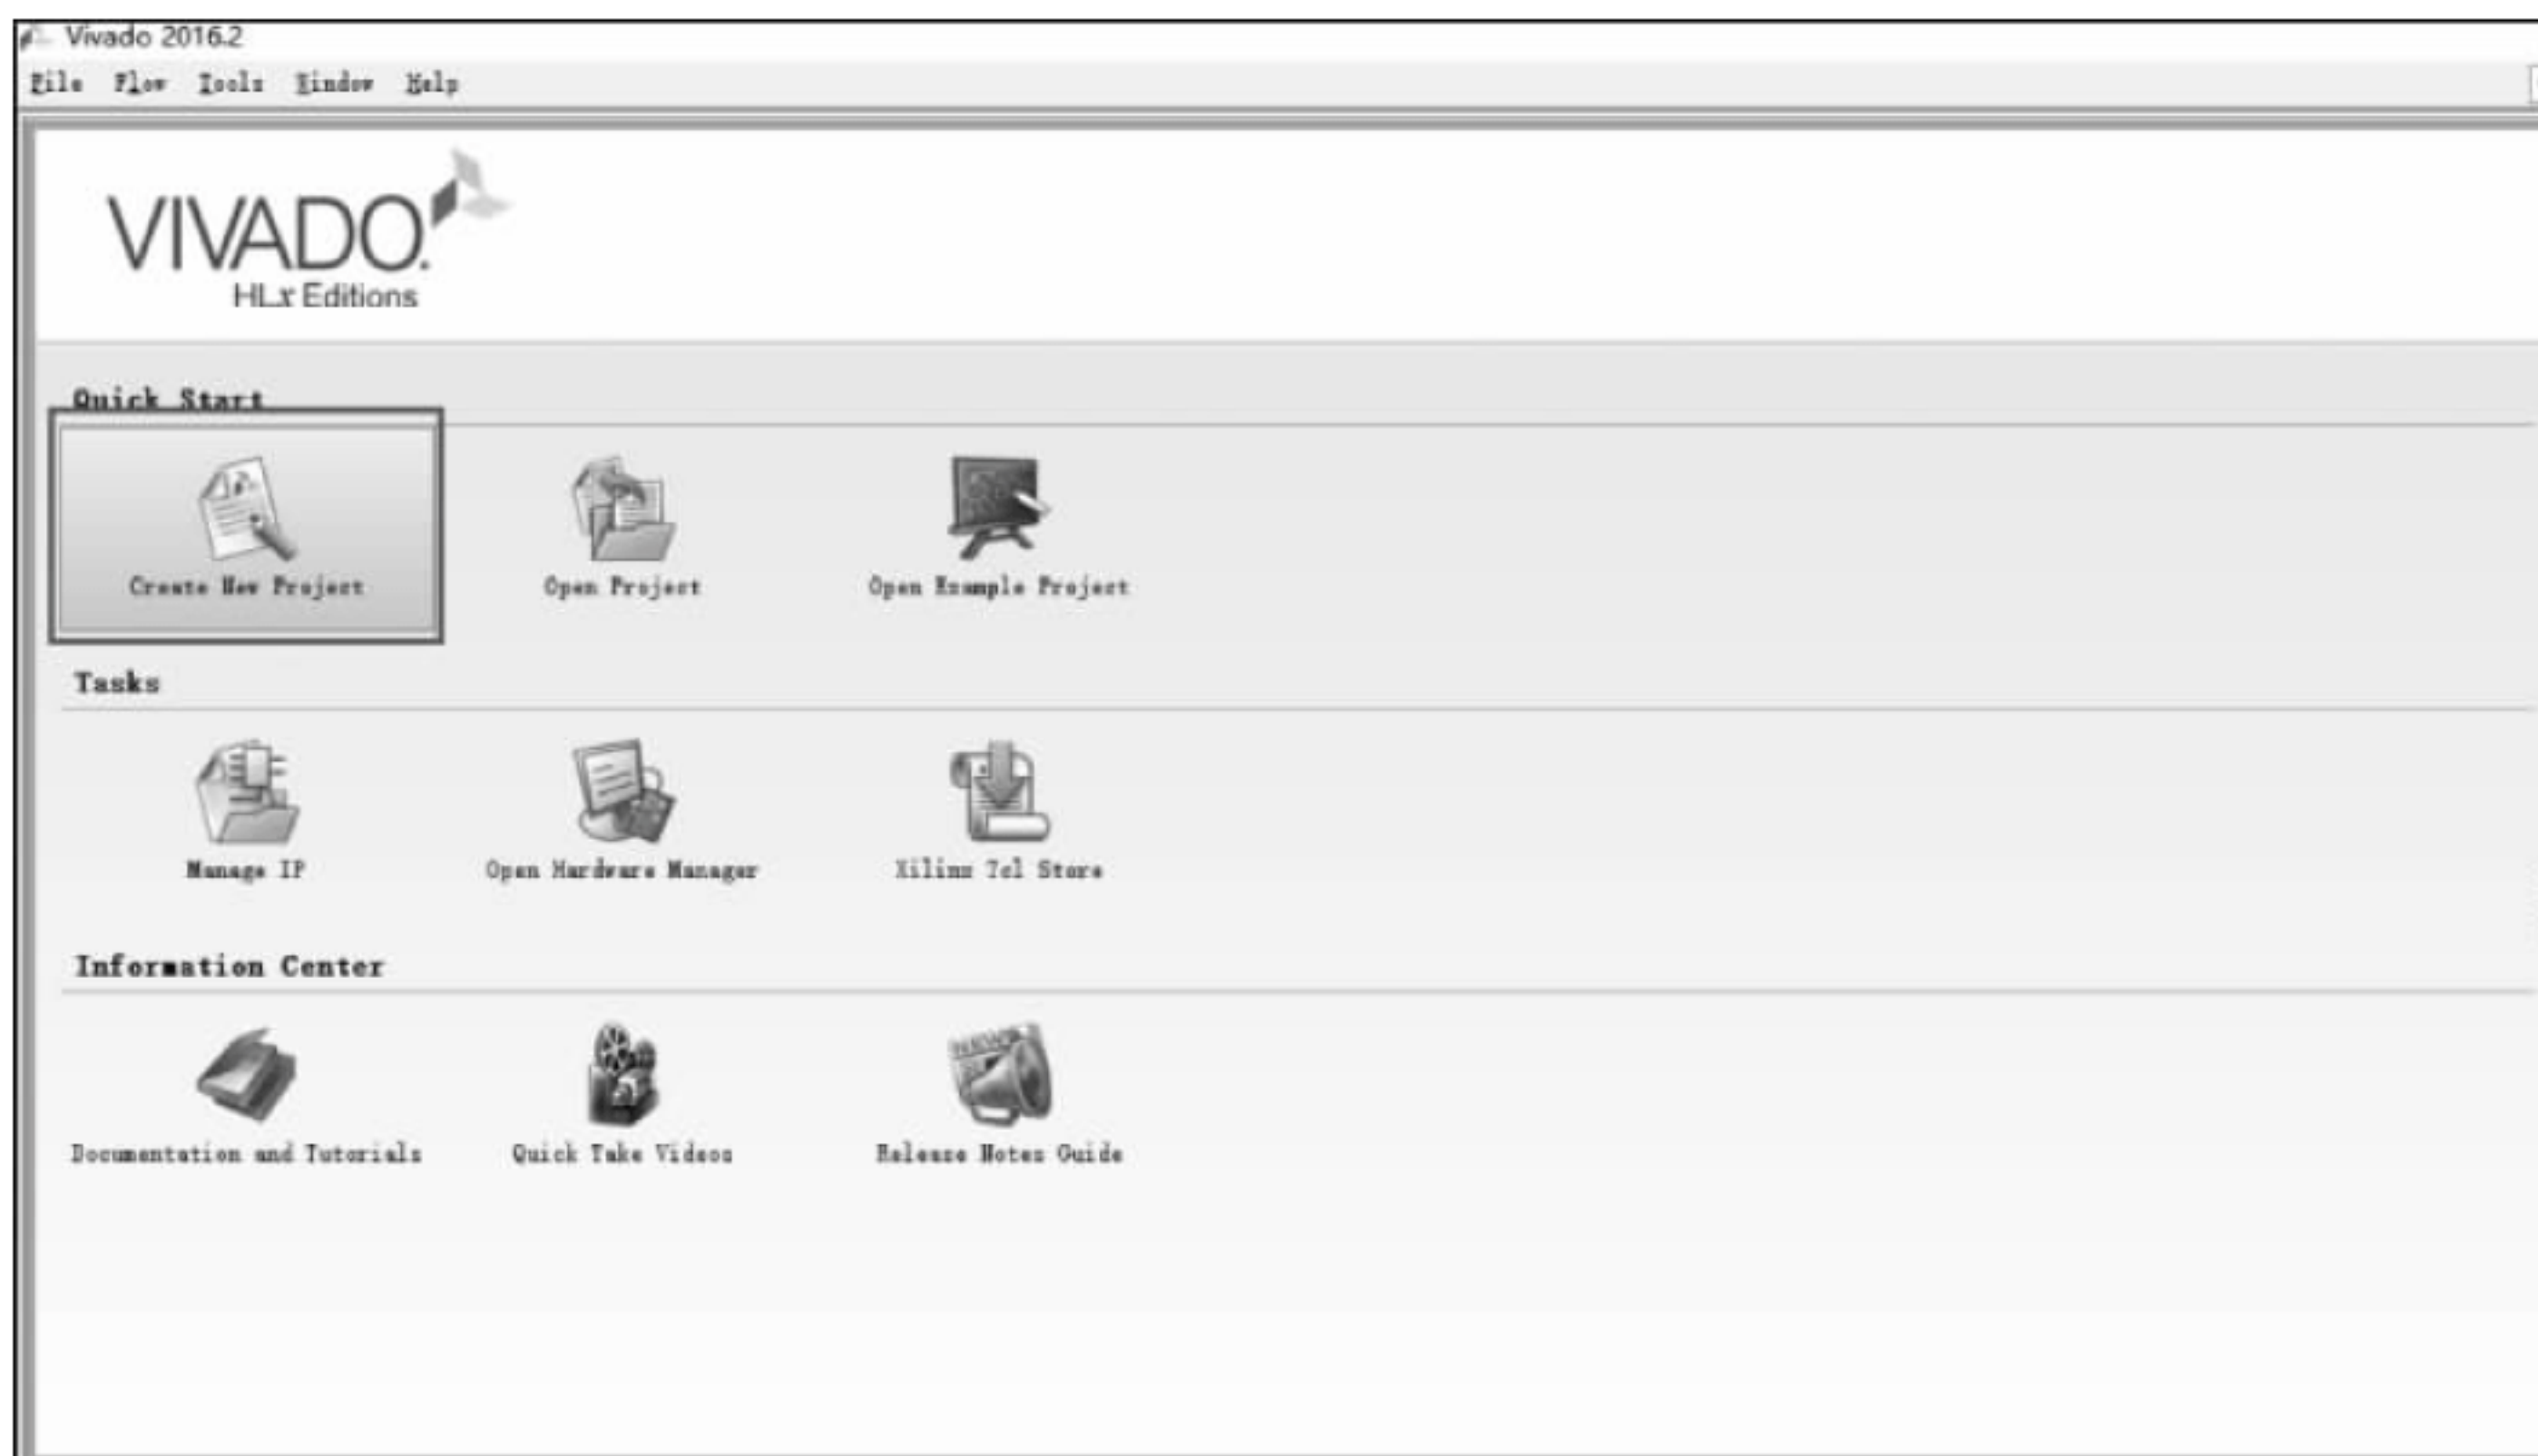 Vivado 2016.2
File Flow Tools Window Help
VIVADO.
HLx Editions
Quick Start
Create New Project Open Project Open Example Project
Tasks
Manage IP Open Hardware Manager Xilinx Tcl Store
Information Center
NEWS
Documentation and Tutorials Quick Take Videos Release Notes Guide